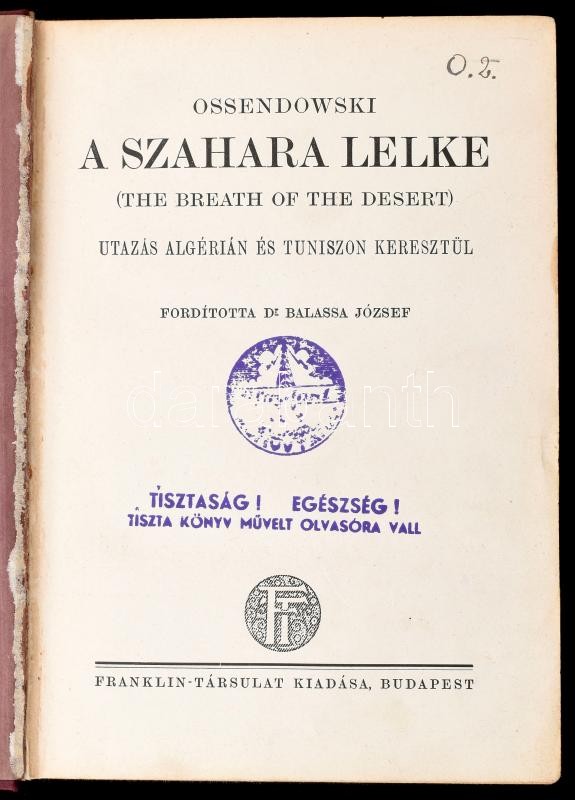 O. 2.
OSSENDOWSKI
A SZAHARA LELKE
(THE BREATH OF THE DESERT)
UTAZÁS ALGÉRIÁN ÉS TUNISZON KERESZTÜL
FORDÍTOTTA Dr BALASSA JÓZSEF
TISZTASÁG! EGÉSZSÉG!
TISZTA KÖNYV MŰVELT OLVASÓRA VALL
FT
FRANKLIN-TÁRSULAT KIADÁSA, BUDAPEST